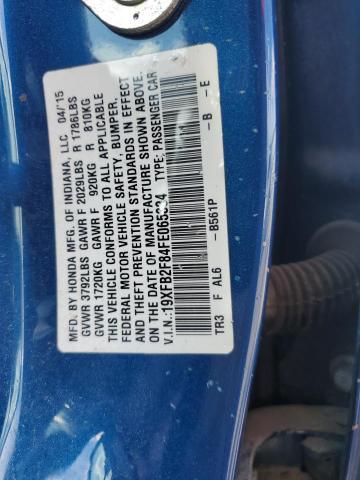 MFD. BY HONDA MFG. OF INDIANA, LLC 04/15
GVWR 3792LBS GAWR F 2029LBS R 1786LBS
GVWR 1720KG GAWR F 920KG R 810KG
THIS VEHICLE CONFORMS TO ALL APPLICABLE
FEDERAL MOTOR VEHICLE SAFETY, BUMPER,
AND THEFT PREVENTION STANDARDS IN EFFECT
ON THE DATE OF MANUFACTURE SHOWN ABOVE.
V.I.N.: TYPE: PASSENGER CAR
-B561P -B -E
TR3 F AL6